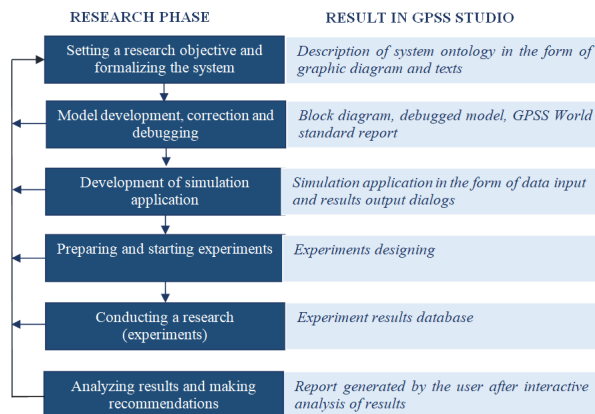 RESEARCH PHASE
RESULT IN GPSS STUDIO
Setting a research objective and
formalizing the system
Description of system ontology in the form of
graphic diagram and texts
Model development, correction and
debugging
Block diagram, debugged model, GPSS World
standard report
Development of simulation
application
Simulation application in the form of data input
and results output dialogs
Preparing and starting experiments
Experiments designing
Conducting a research
(experiments)
Experiment results database
Analyzing results and making
recommendations
Report generated by the user after interactive
analysis of results